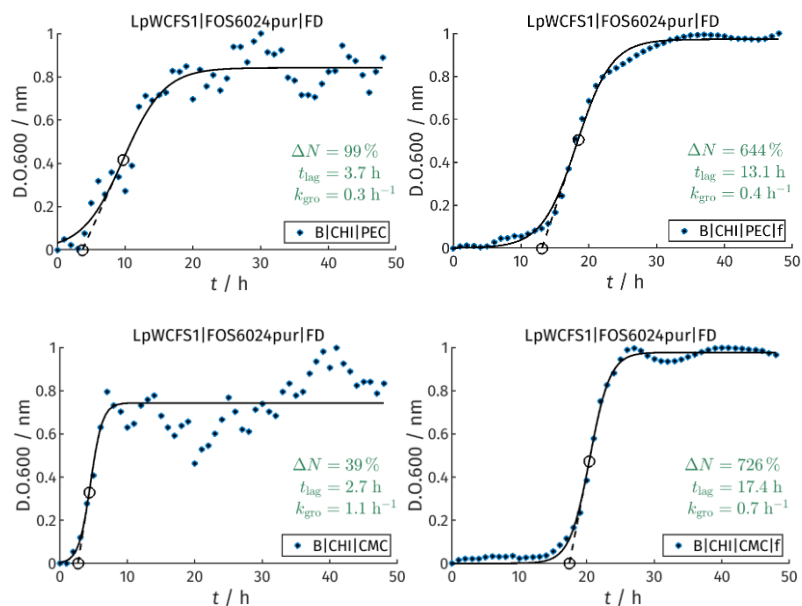 LpWCFS1|FOS6024pur|FD
D.O.600 / nm
1
0.8
0.6
0.4
0.2
0
ΔN = 99 %
t_lag = 3.7 h
k_gro = 0.3 h⁻¹
B|CHI|PEC
0 10 20 30 40 50
t / h
LpWCFS1|FOS6024pur|FD
D.O.600 / nm
1
0.8
0.6
0.4
0.2
0
ΔN = 644 %
t_lag = 13.1 h
k_gro = 0.4 h⁻¹
B|CHI|PEC|f
0 10 20 30 40 50
t / h
LpWCFS1|FOS6024pur|FD
D.O.600 / nm
1
0.8
0.6
0.4
0.2
0
ΔN = 39 %
t_lag = 2.7 h
k_gro = 1.1 h⁻¹
B|CHI|CMC
0 10 20 30 40 50
t / h
LpWCFS1|FOS6024pur|FD
D.O.600 / nm
1
0.8
0.6
0.4
0.2
0
ΔN = 726 %
t_lag = 17.4 h
k_gro = 0.7 h⁻¹
B|CHI|CMC|f
0 10 20 30 40 50
t / h